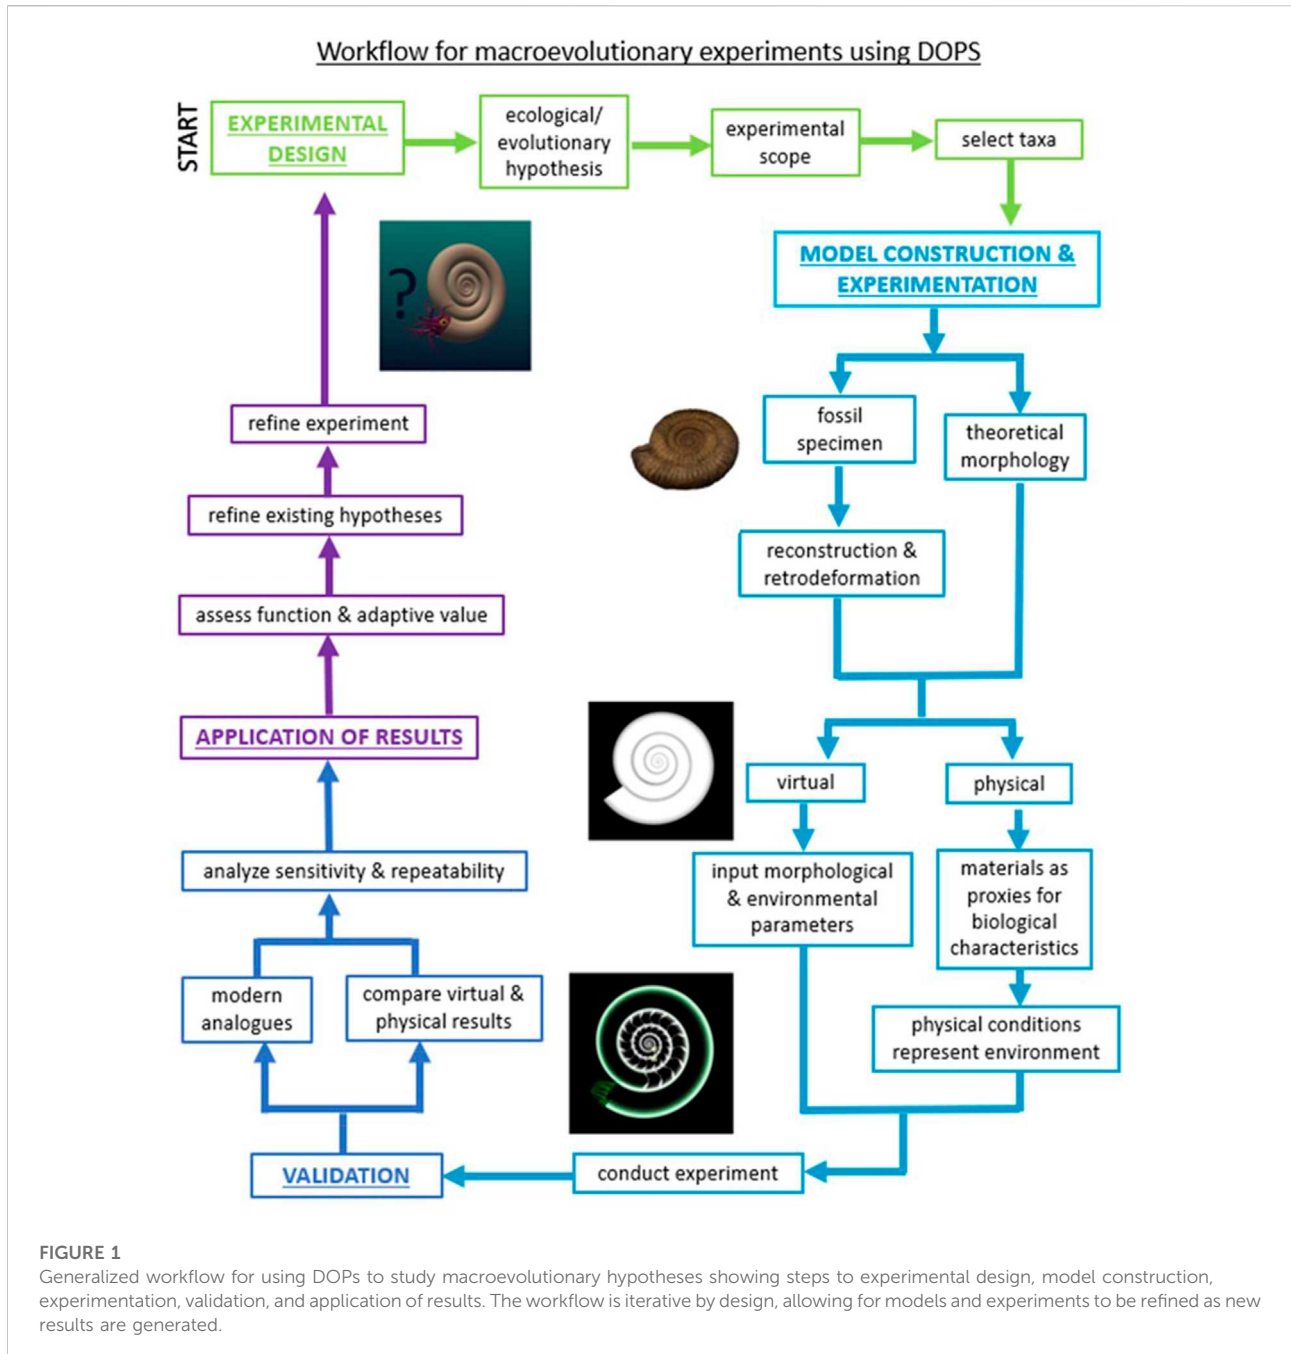 Workflow for macroevolutionary experiments using DOPS
START
EXPERIMENTAL
DESIGN
ecological/
evolutionary
hypothesis
experimental
scope
select taxa
MODEL CONSTRUCTION &
EXPERIMENTATION
fossil
specimen
theoretical
morphology
reconstruction &
retrodeformation
virtual
physical
input morphological
& environmental
parameters
materials as
proxies for
biological
characteristics
physical conditions
represent environment
conduct experiment
VALIDATION
modern
analogues
compare virtual &
physical results
analyze sensitivity & repeatability
APPLICATION OF RESULTS
assess function & adaptive value
refine existing hypotheses
refine experiment
?
FIGURE 1
Generalized workflow for using DOPs to study macroevolutionary hypotheses showing steps to experimental design, model construction,
experimentation, validation, and application of results. The workflow is iterative by design, allowing for models and experiments to be refined as new
results are generated.